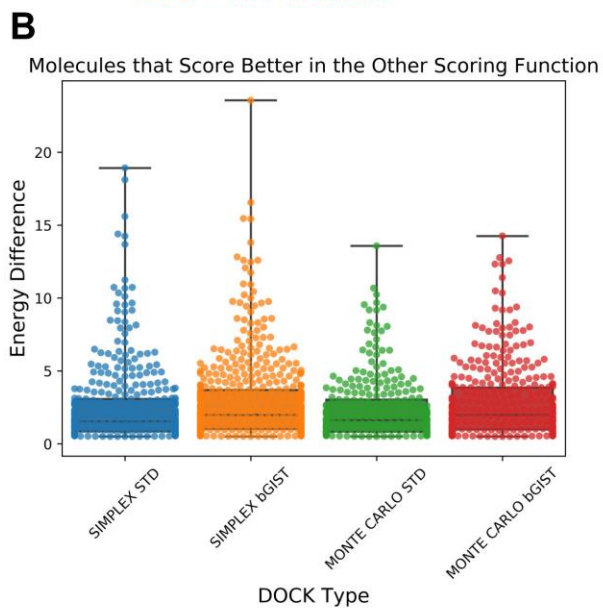 B
Molecules that Score Better in the Other Scoring Function
Energy Difference
20
15
10
5
0
SIMPLEX STD
SIMPLEX bGIST
MONTE CARLO STD
MONTE CARLO bGIST
DOCK Type